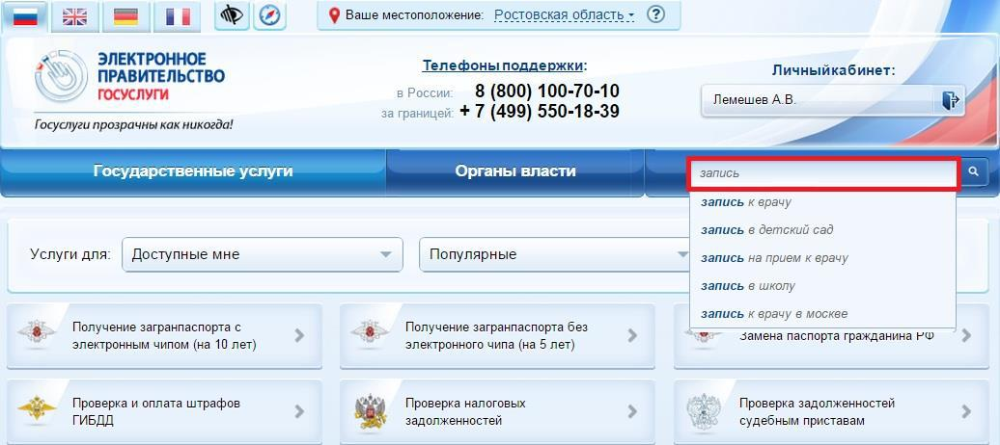 Ваше местоположение: Ростовская область ?
ЭЛЕКТРОННОЕ
ПРАВИТЕЛЬСТВО
ГОСУСЛУГИ
Госуслуги прозрачны как никогда!
Телефоны поддержки:
в России: 8 (800) 100-70-10
за границей: + 7 (499) 550-18-39
Личныйкабинет:
Лемешев А.В.
Государственные услуги
Органы власти
запись
запись к врачу
запись в детский сад
запись на прием к врачу
запись в школу
запись к врачу в москве
Услуги для: Доступные мне
Популярные
Получение загранпаспорта с
электронным чипом (на 10 лет)
Получение загранпаспорта без
электронного чипа (на 5 лет)
Замена паспорта гражданина РФ
Проверка и оплата штрафов
ГИБДД
Проверка налоговых
задолженностей
Проверка задолженностей
судебным приставам